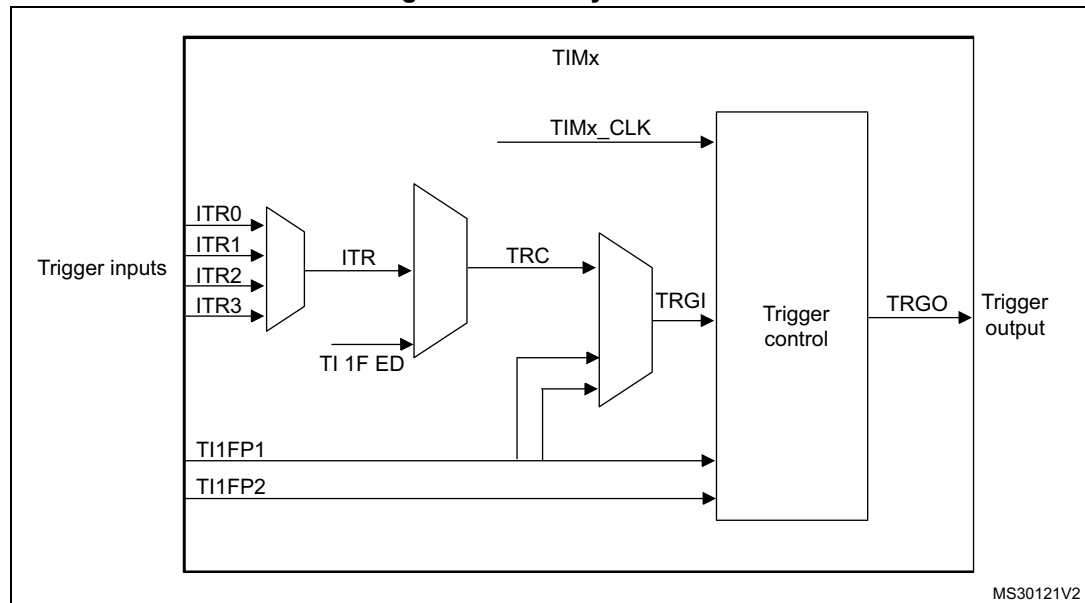 TIMx
TIMx_CLK
ITR0
ITR1
ITR2
ITR3
Trigger inputs
ITR
TRC
TRGI
TI 1F ED
Trigger
control
TRGO
Trigger
output
TI1FP1
TI1FP2
MS30121V2